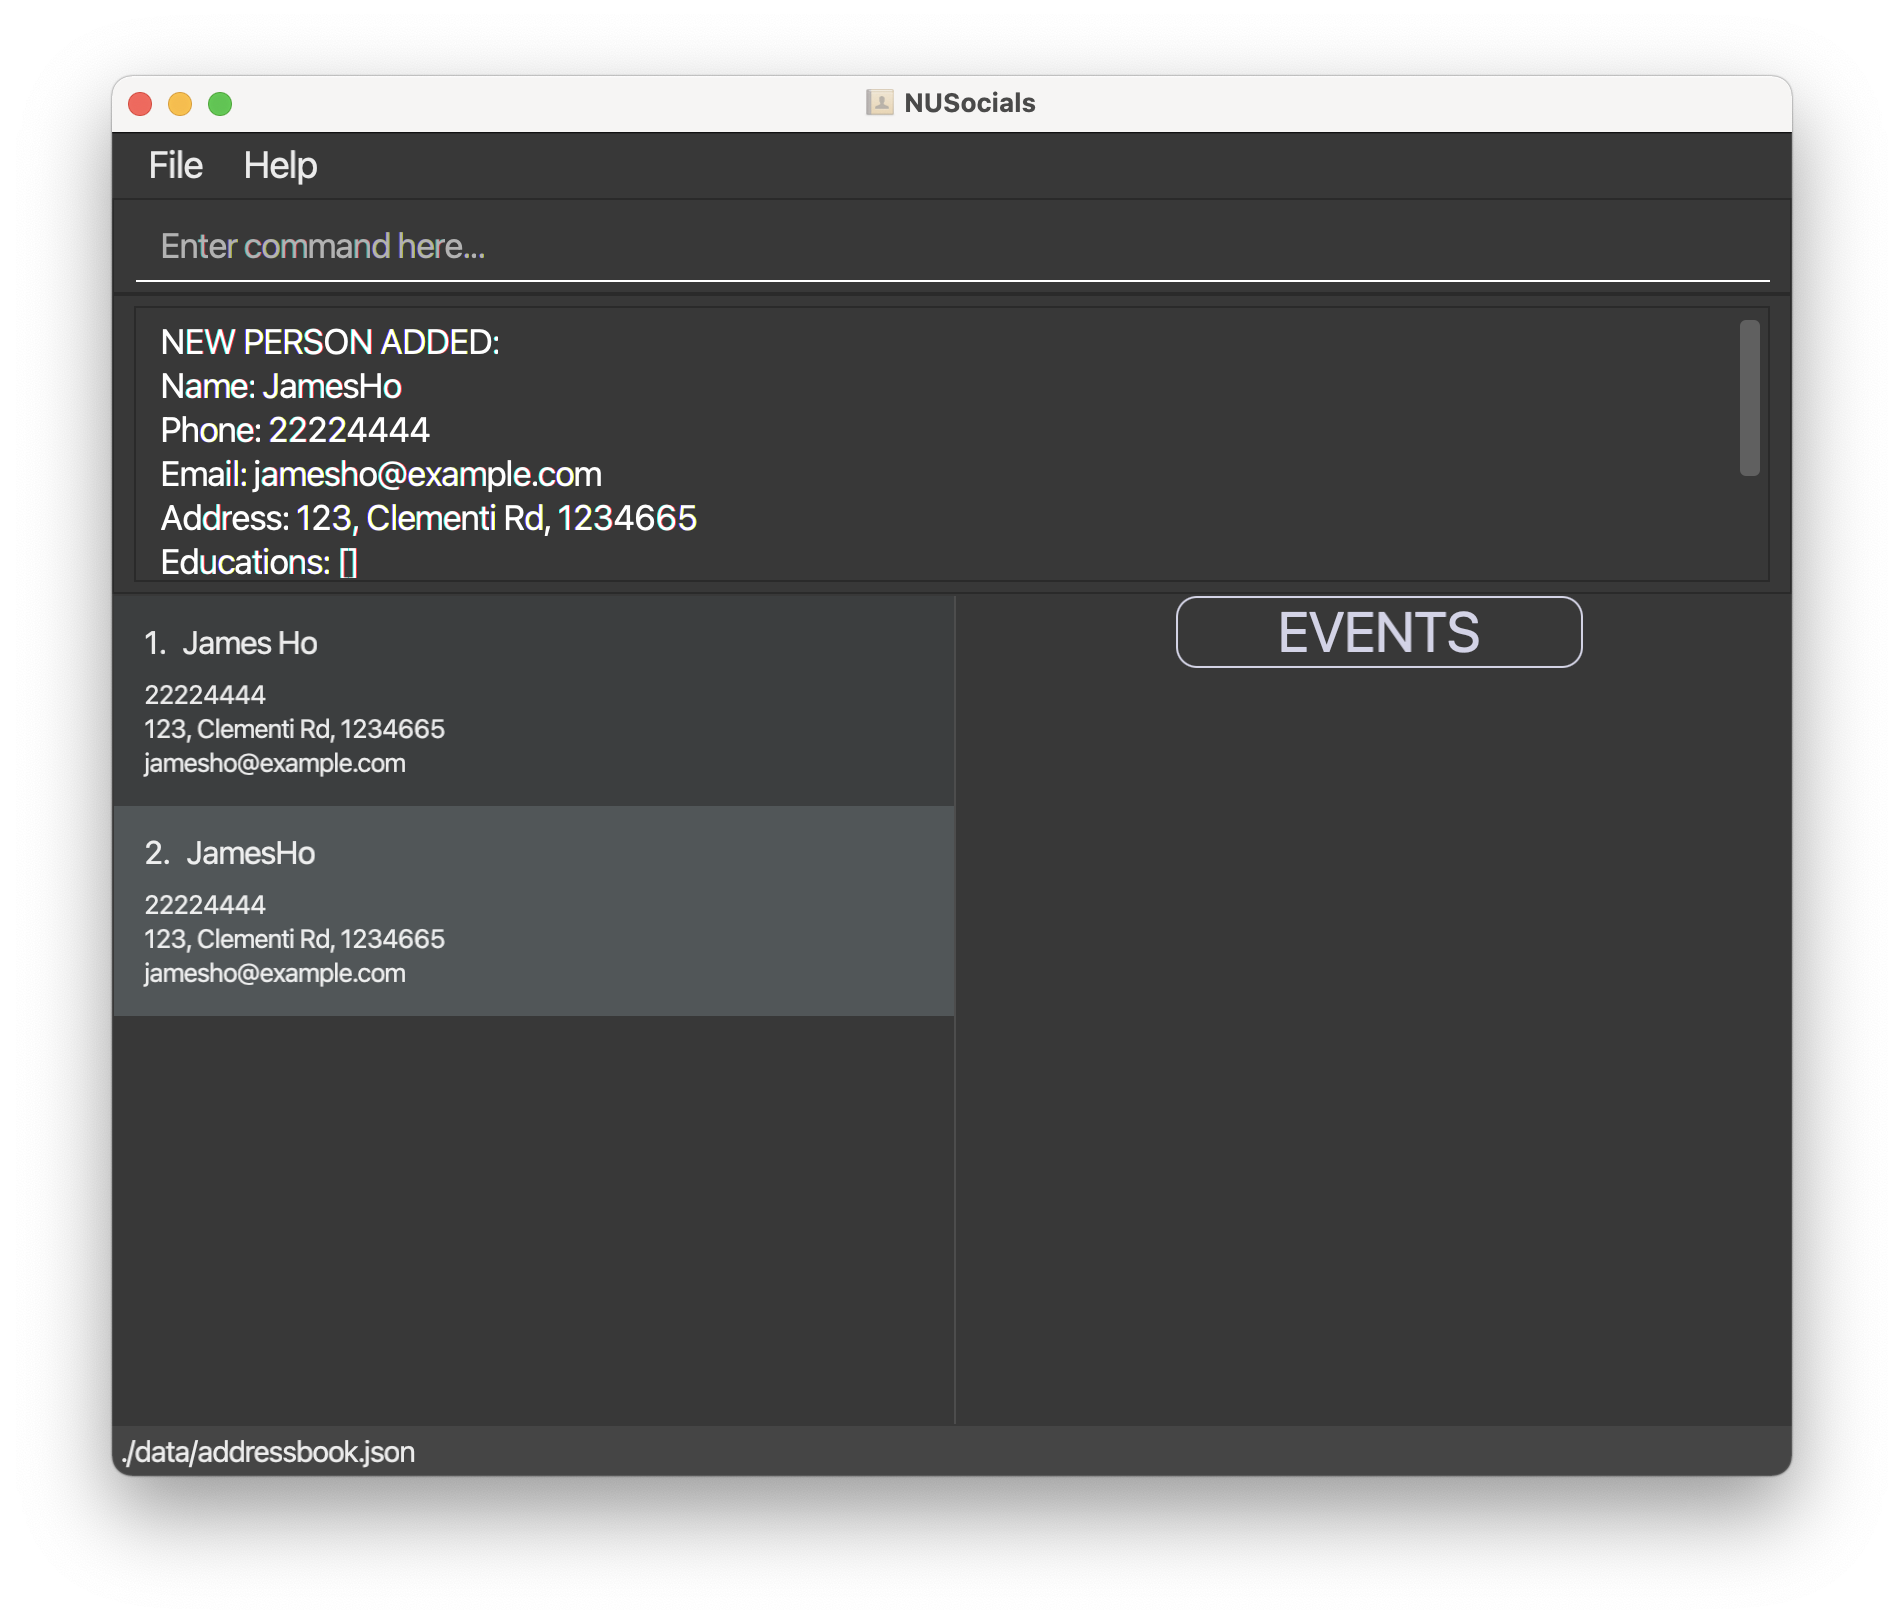 NUSocials
File Help
Enter command here...
NEW PERSON ADDED:
Name: JamesHo
Phone: 22224444
Email: jamesho@example.com
Address: 123, Clementi Rd, 1234665
Educations: []
1. James Ho
22224444
123, Clementi Rd, 1234665
jamesho@example.com
2. JamesHo
22224444
123, Clementi Rd, 1234665
jamesho@example.com
EVENTS
./data/addressbook.json